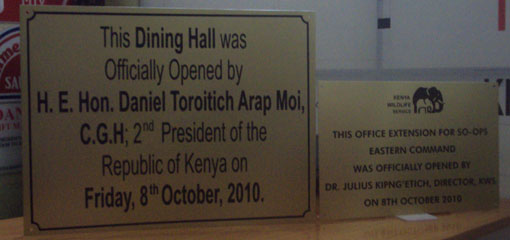 This Dining Hall was
Officially Opened by
H. E. Hon. Daniel Toroitich Arap Moi,
C.G.H; 2nd President of the
Republic of Kenya on
Friday, 8th October, 2010.
KENYA
WILDLIFE
SERVICE
THIS OFFICE EXTENSION FOR SO-OPS
EASTERN COMMAND
WAS OFFICIALLY OPENED BY
DR. JULIUS KIPNG'ETICH, DIRECTOR, KWS
ON 8TH OCTOBER 2010